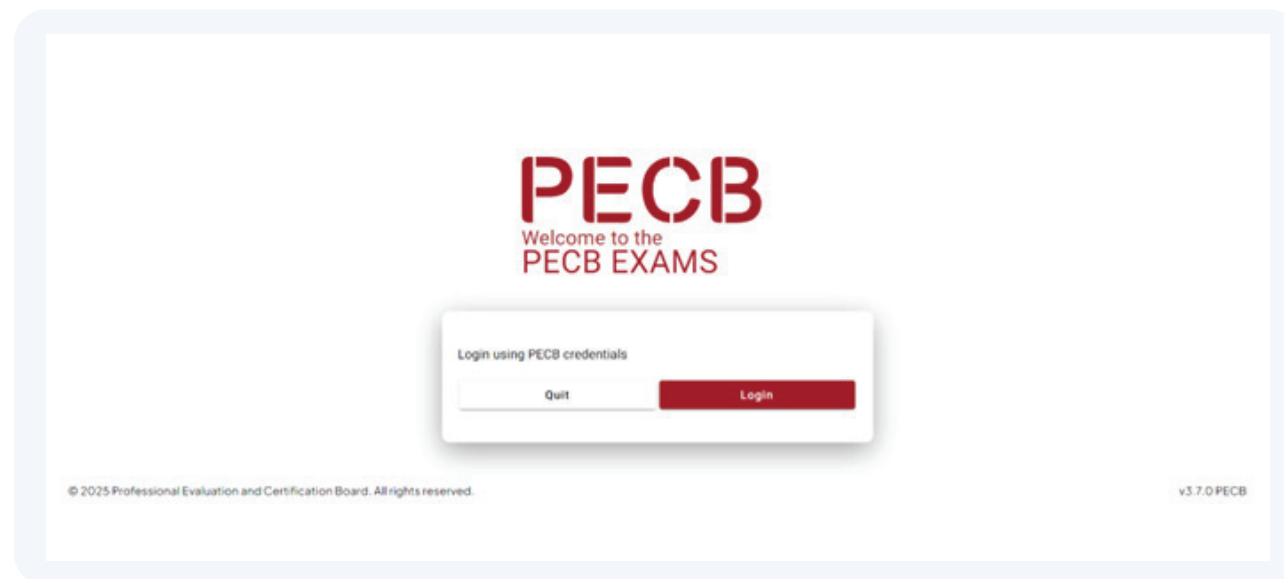 PECB
Welcome to the
PECB EXAMS
Login using PECB credentials
Quit
Login
© 2025 Professional Evaluation and Certification Board. All rights reserved.
v3.7.0 PECB